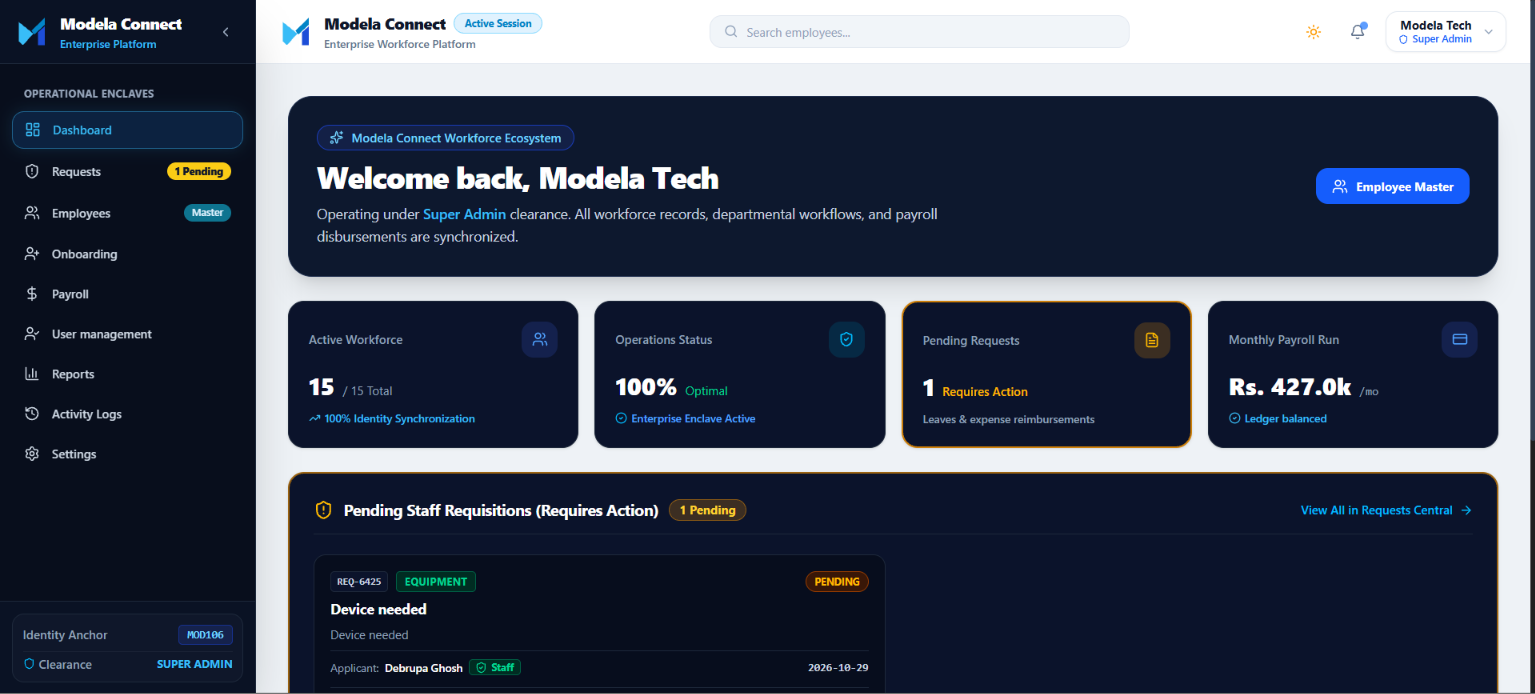 Modela Connect
Enterprise Platform
OPERATIONAL ENCLAVES
Dashboard
Requests 1 Pending
Employees Master
Onboarding
Payroll
User management
Reports
Activity Logs
Settings
Identity Anchor MOD106
Clearance SUPER ADMIN
Modela Connect Active Session
Enterprise Workforce Platform
Search employees...
Modela Tech
Super Admin
Modela Connect Workforce Ecosystem
Welcome back, Modela Tech
Operating under Super Admin clearance. All workforce records, departmental workflows, and payroll
disbursements are synchronized.
Employee Master
Active Workforce
15 / 15 Total
100% Identity Synchronization
Operations Status
100% Optimal
Enterprise Enclave Active
Pending Requests
1 Requires Action
Leaves & expense reimbursements
Monthly Payroll Run
Rs. 427.0k /mo
Ledger balanced
Pending Staff Requisitions (Requires Action) 1 Pending
View All in Requests Central
REQ-6425 EQUIPMENT PENDING
Device needed
Device needed
Applicant: Debrupa Ghosh Staff 2026-10-29